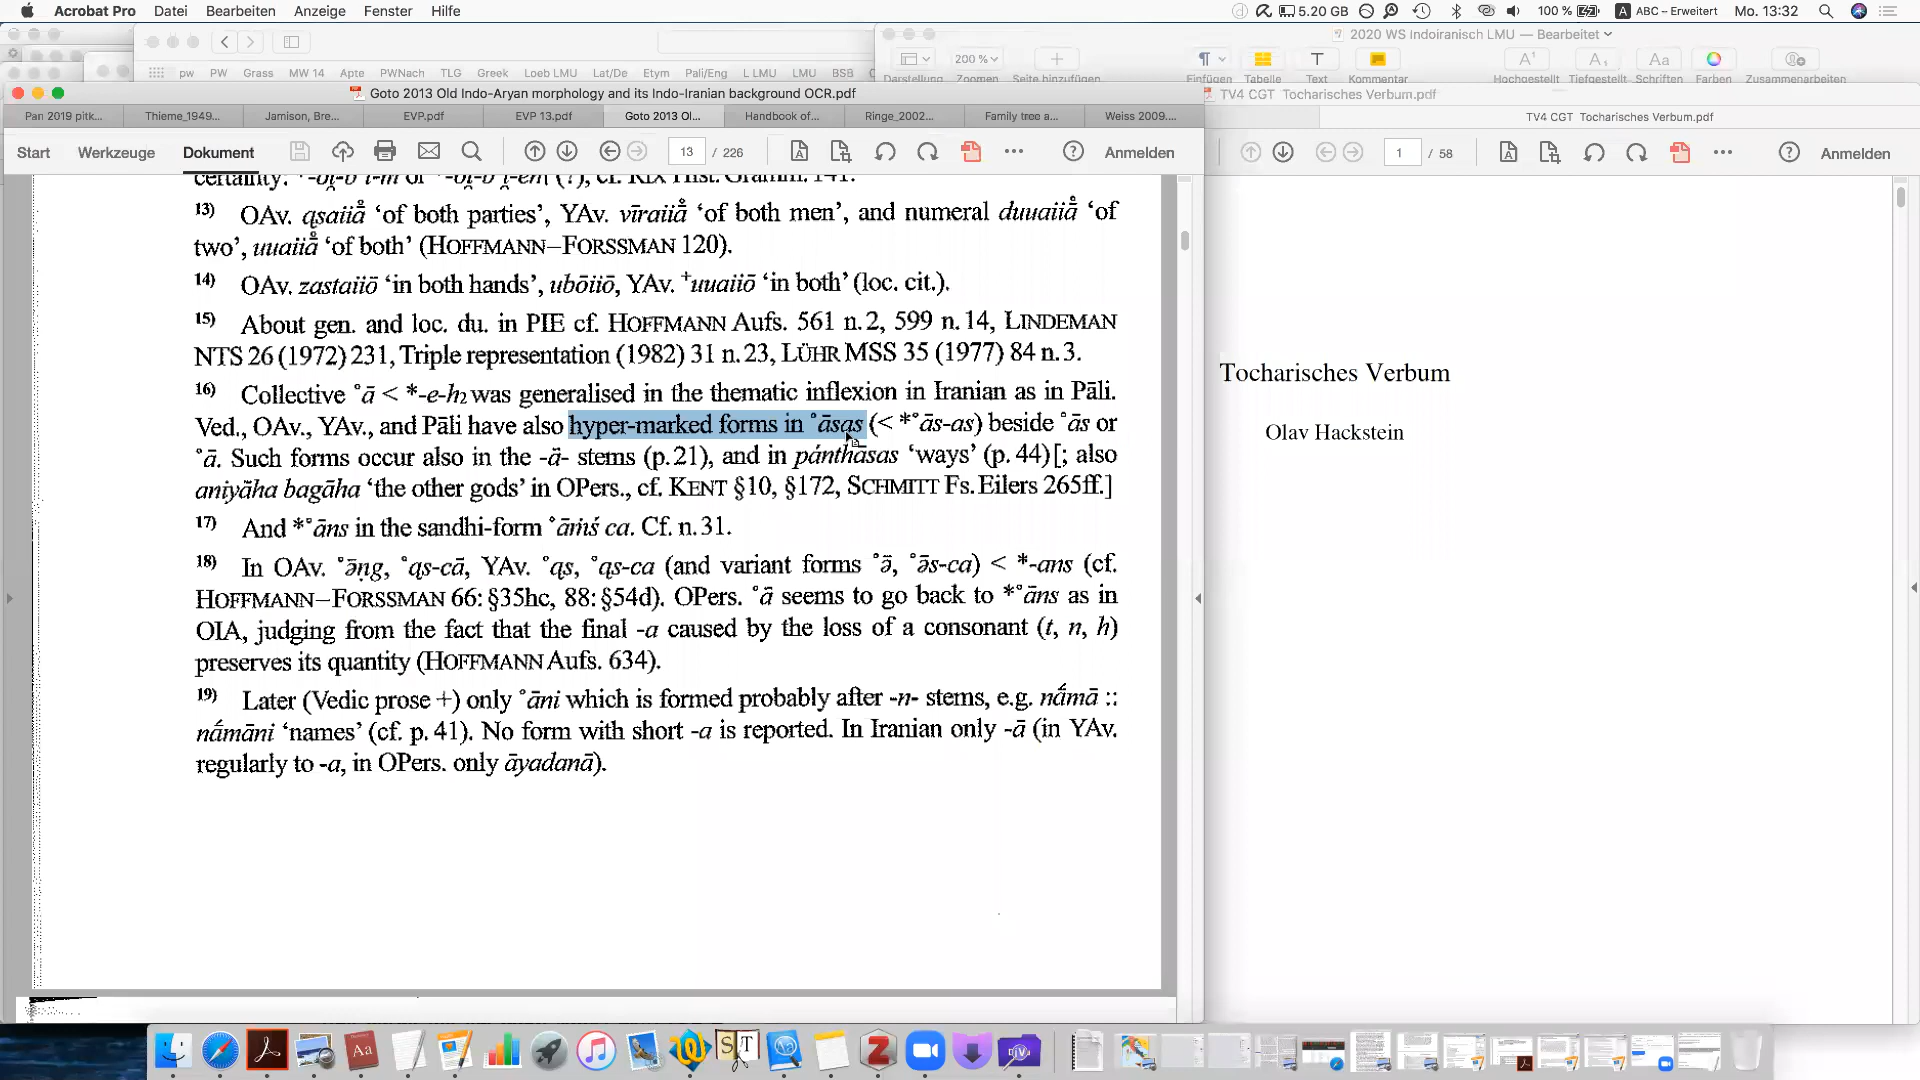 Acrobat Pro Datei Bearbeiten Anzeige Fenster Hilfe 5.20 GB 100 % ABC – Erweitert Mo. 13:32
2020 WS Indoiranisch LMU — Bearbeitet
pw PW Grass MW 14 Apte PWNach TLG Greek Loeb LMU Lat/De Etym Pali/Eng L LMU LMU BSB
200 %
Darstellung Zoomen Seite hinzufügen Einfügen Tabelle Text Kommentar Hochgestellt Tiefgestellt Schriften Farben Zusammenarbeiten
Goto 2013 Old Indo-Aryan morphology and its Indo-Iranian background OCR.pdf
TV4 CGT Tocharisches Verbum.pdf
Pan 2019 pitk... Thieme_1949... Jamison, Bre... EVP.pdf EVP 13.pdf Goto 2013 Ol... Handbook of... Ringe_2002... Family tree a... Weiss 2009....
TV4 CGT Tocharisches Verbum.pdf
Start Werkzeuge Dokument 13 / 226 Anmelden
1 / 58 Anmelden
13) OAv. ąsaiiā̊ ‘of both parties’, YAv. vīraiiā̊ ‘of both men’, and numeral duuaiiā̊ ‘of
two’, uuaiiā̊ ‘of both’ (HOFFMANN–FORSSMAN 120).
14) OAv. zastaiiō ‘in both hands’, ubōiiō, YAv. +uuaiiō ‘in both’ (loc. cit.).
15) About gen. and loc. du. in PIE cf. HOFFMANN Aufs. 561 n. 2, 599 n. 14, LINDEMAN
NTS 26 (1972) 231, Triple representation (1982) 31 n. 23, LÜHR MSS 35 (1977) 84 n. 3.
16) Collective °ā < *-e-h₂ was generalised in the thematic inflexion in Iranian as in Pāli.
Ved., OAv., YAv., and Pāli have also hyper-marked forms in °āsas (< *°ās-as) beside °ās or
°ā. Such forms occur also in the -ā- stems (p. 21), and in pánthāsas ‘ways’ (p. 44)[; also
aniyāha bagāha ‘the other gods’ in OPers., cf. KENT §10, §172, SCHMITT Fs. Eilers 265ff.]
17) And *°āns in the sandhi-form °āṁś ca. Cf. n. 31.
18) In OAv. °ə̄ṇg, °ąs-cā, YAv. °ąs, °ąs-ca (and variant forms °ə̄, °ə̄s-ca) < *-ans (cf.
HOFFMANN–FORSSMAN 66: §35hc, 88: §54d). OPers. °ā seems to go back to *°āns as in
OIA, judging from the fact that the final -a caused by the loss of a consonant (t, n, h)
preserves its quantity (HOFFMANN Aufs. 634).
19) Later (Vedic prose +) only °āni which is formed probably after -n- stems, e.g. nā́mā ::
nā́māni ‘names’ (cf. p. 41). No form with short -a is reported. In Iranian only -ā (in YAv.
regularly to -a, in OPers. only āyadanā).
Tocharisches Verbum
Olav Hackstein